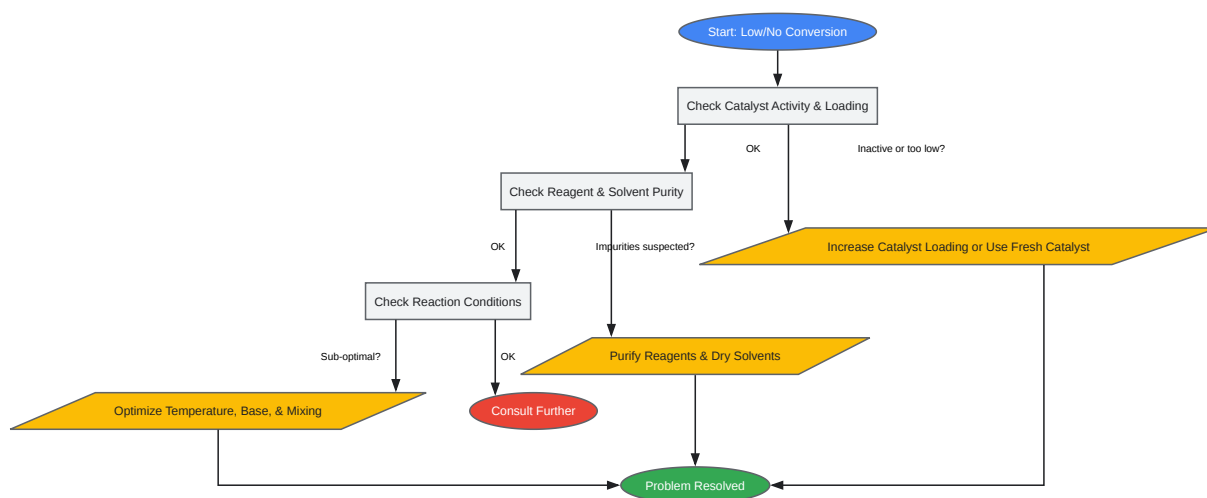 Start: Low/No Conversion
Check Catalyst Activity & Loading
OK
Inactive or too low?
Check Reagent & Solvent Purity
OK
Impurities suspected?
Increase Catalyst Loading or Use Fresh Catalyst
Check Reaction Conditions
Sub-optimal?
OK
Purify Reagents & Dry Solvents
Optimize Temperature, Base, & Mixing
Consult Further
Problem Resolved